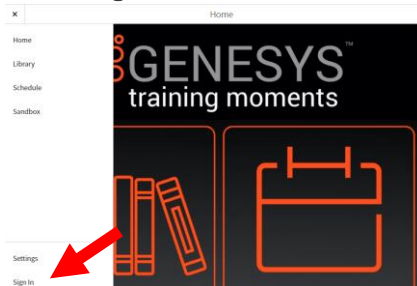 × Home
Home
Library
Schedule
Sandbox
GENESYS™
training moments
Settings
Sign In